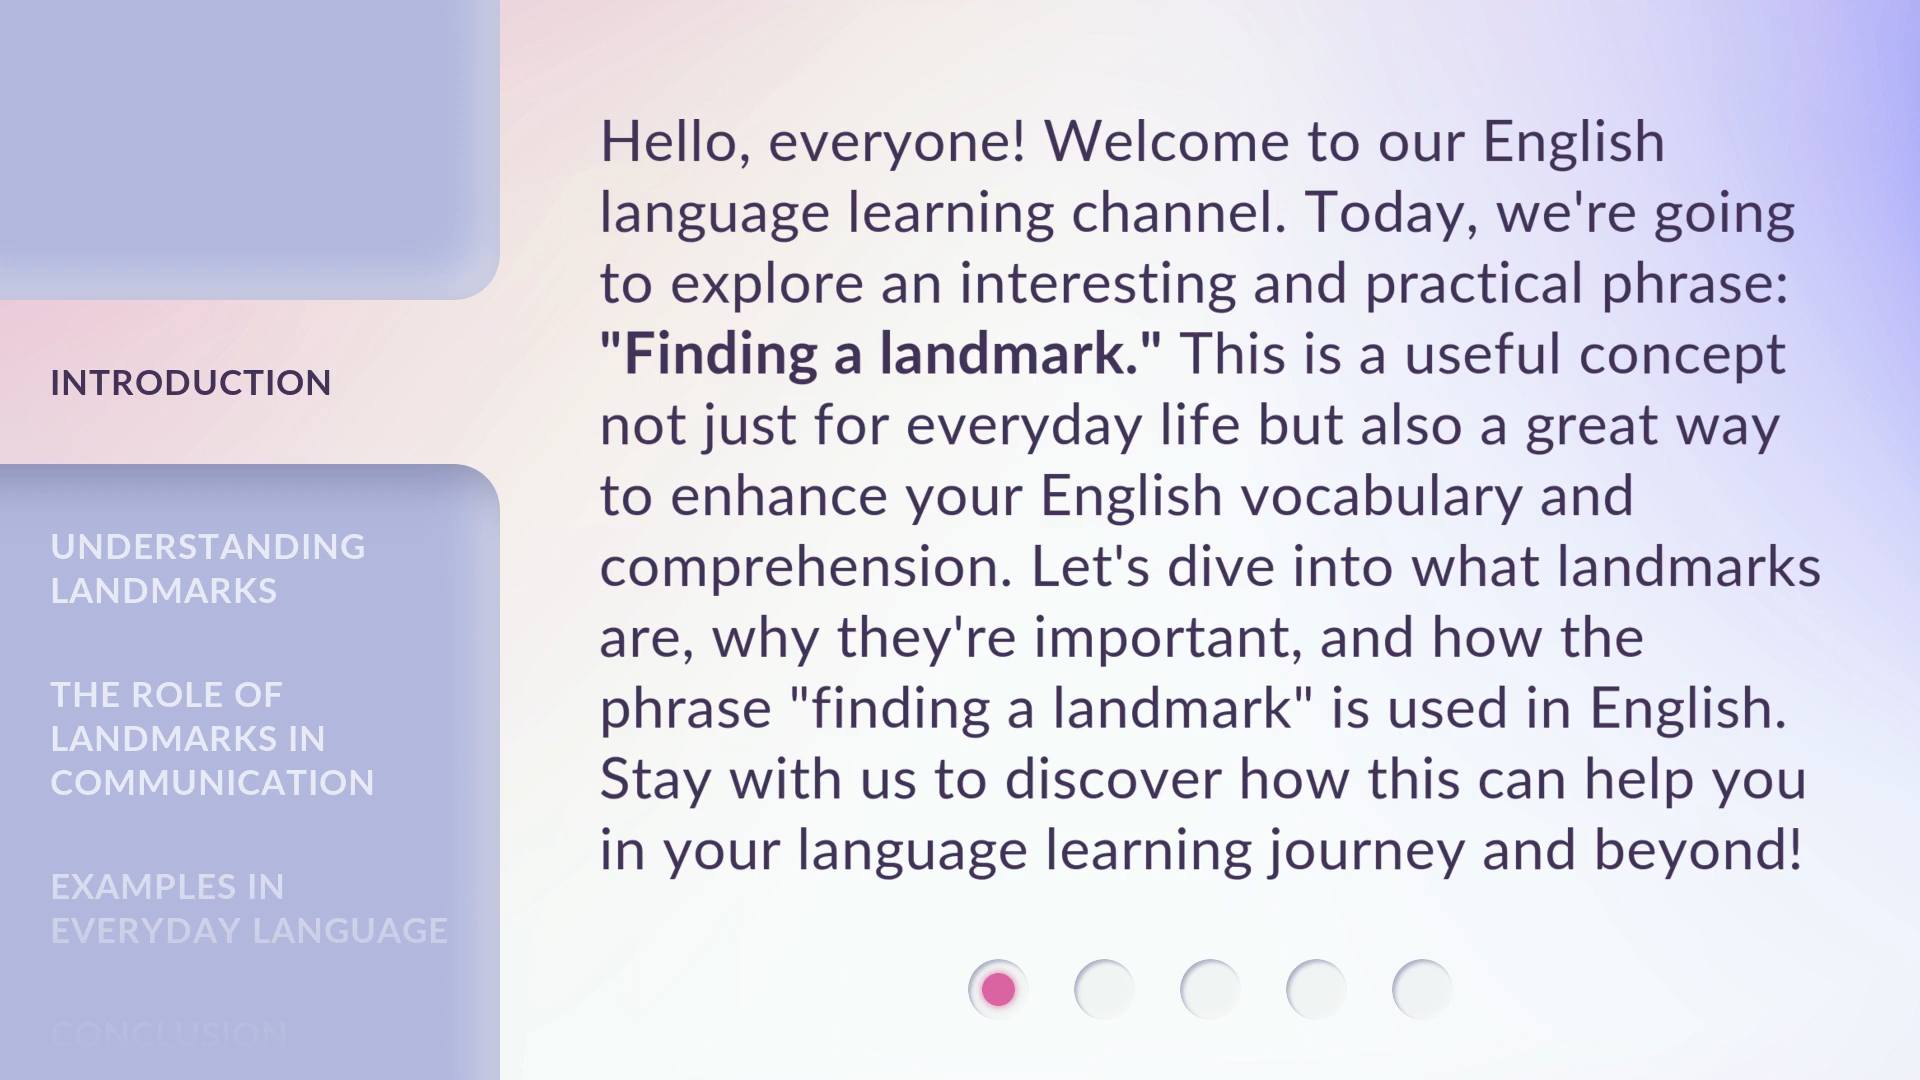 INTRODUCTION
UNDERSTANDING
LANDMARKS
THE ROLE OF
LANDMARKS IN
COMMUNICATION
EXAMPLES IN
EVERYDAY LANGUAGE
CONCLUSION
Hello, everyone! Welcome to our English
language learning channel. Today, we're going
to explore an interesting and practical phrase:
"Finding a landmark." This is a useful concept
not just for everyday life but also a great way
to enhance your English vocabulary and
comprehension. Let's dive into what landmarks
are, why they're important, and how the
phrase "finding a landmark" is used in English.
Stay with us to discover how this can help you
in your language learning journey and beyond!